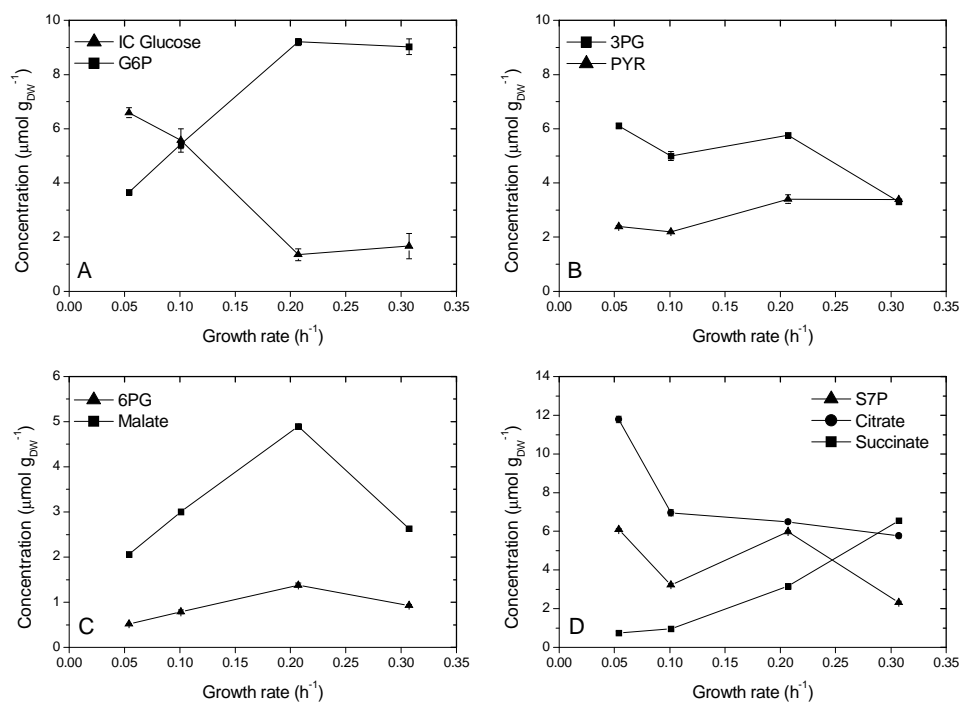 10
8
6
4
2
0
Concentration (μmol g_DW^-1)
IC Glucose
G6P
A
0.00 0.05 0.10 0.15 0.20 0.25 0.30 0.35
Growth rate (h^-1)
10
8
6
4
2
0
Concentration (μmol g_DW^-1)
3PG
PYR
B
0.00 0.05 0.10 0.15 0.20 0.25 0.30 0.35
Growth rate (h^-1)
6
5
4
3
2
1
0
Concentration (μmol g_DW^-1)
6PG
Malate
C
0.00 0.05 0.10 0.15 0.20 0.25 0.30 0.35
Growth rate (h^-1)
14
12
10
8
6
4
2
0
Concentration (μmol g_DW^-1)
S7P
Citrate
Succinate
D
0.00 0.05 0.10 0.15 0.20 0.25 0.30 0.35
Growth rate (h^-1)